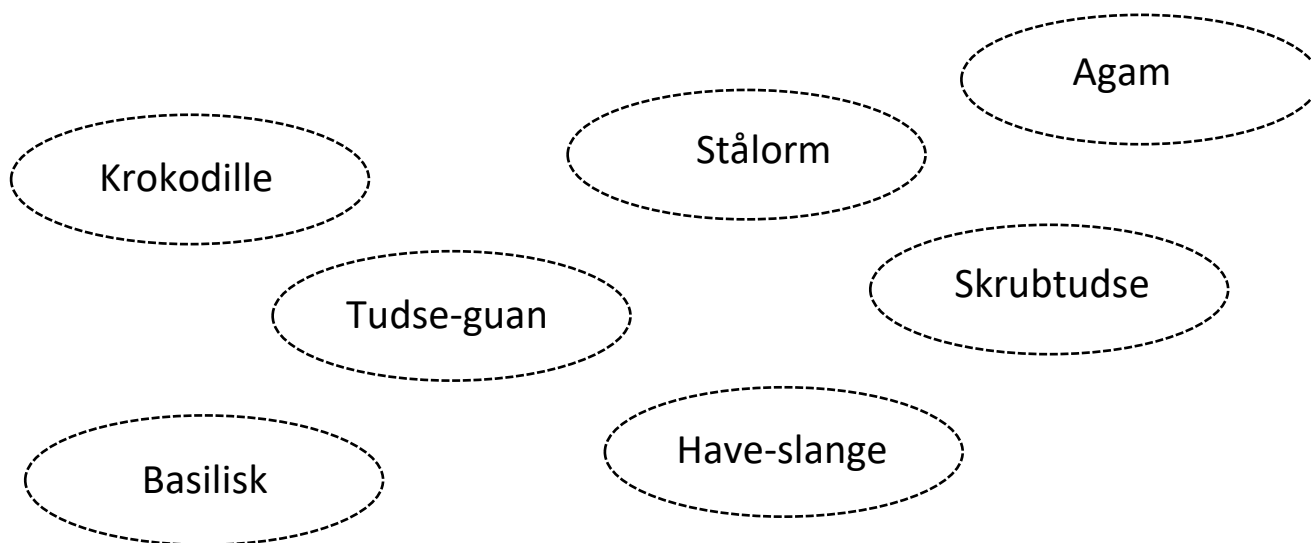 Agam
Stålorm
Krokodille
Skrubtudse
Tudse-guan
Have-slange
Basilisk